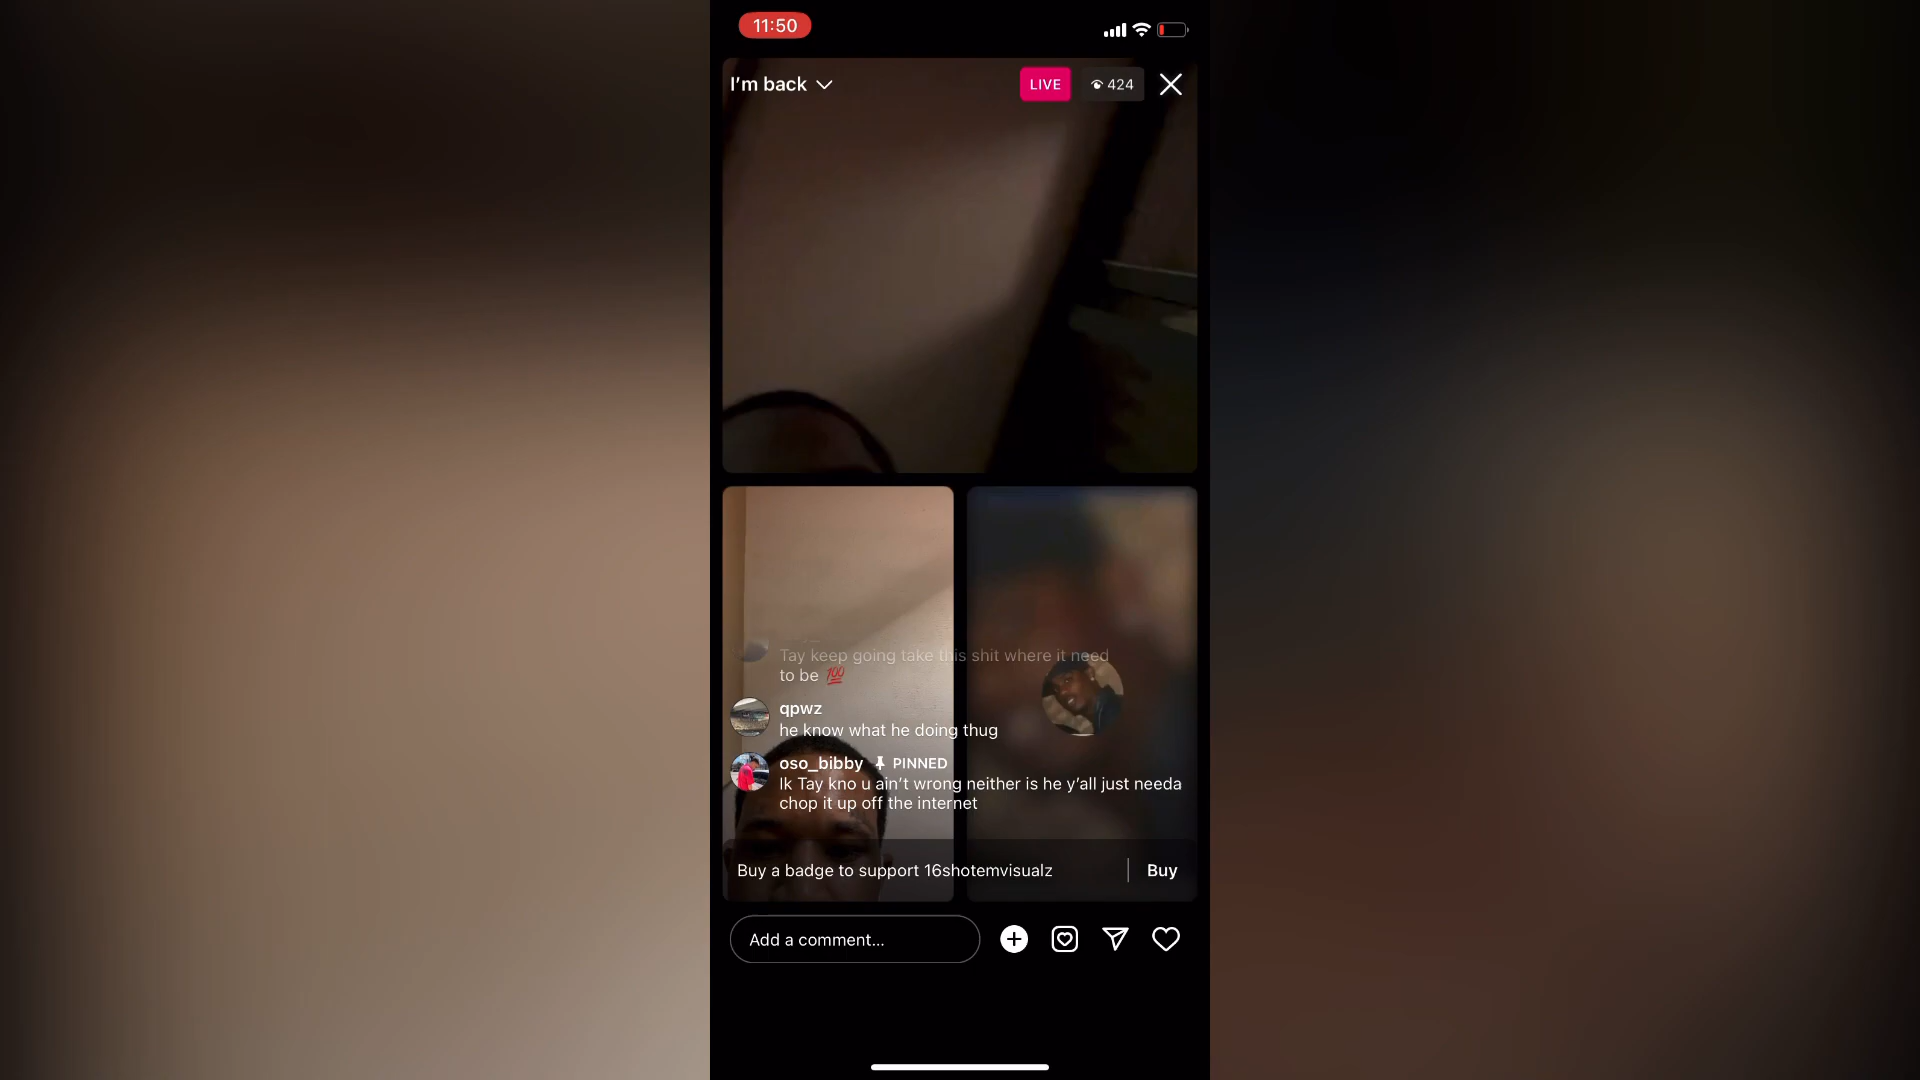 11:50
I'm back
LIVE
424
Tay keep going take this shit where it need
to be 💯
qpwz
he know what he doing thug
oso_bibby PINNED
Ik Tay kno u ain't wrong neither is he y'all just needa
chop it up off the internet
Buy a badge to support 16shotemvisualz
Buy
Add a comment...